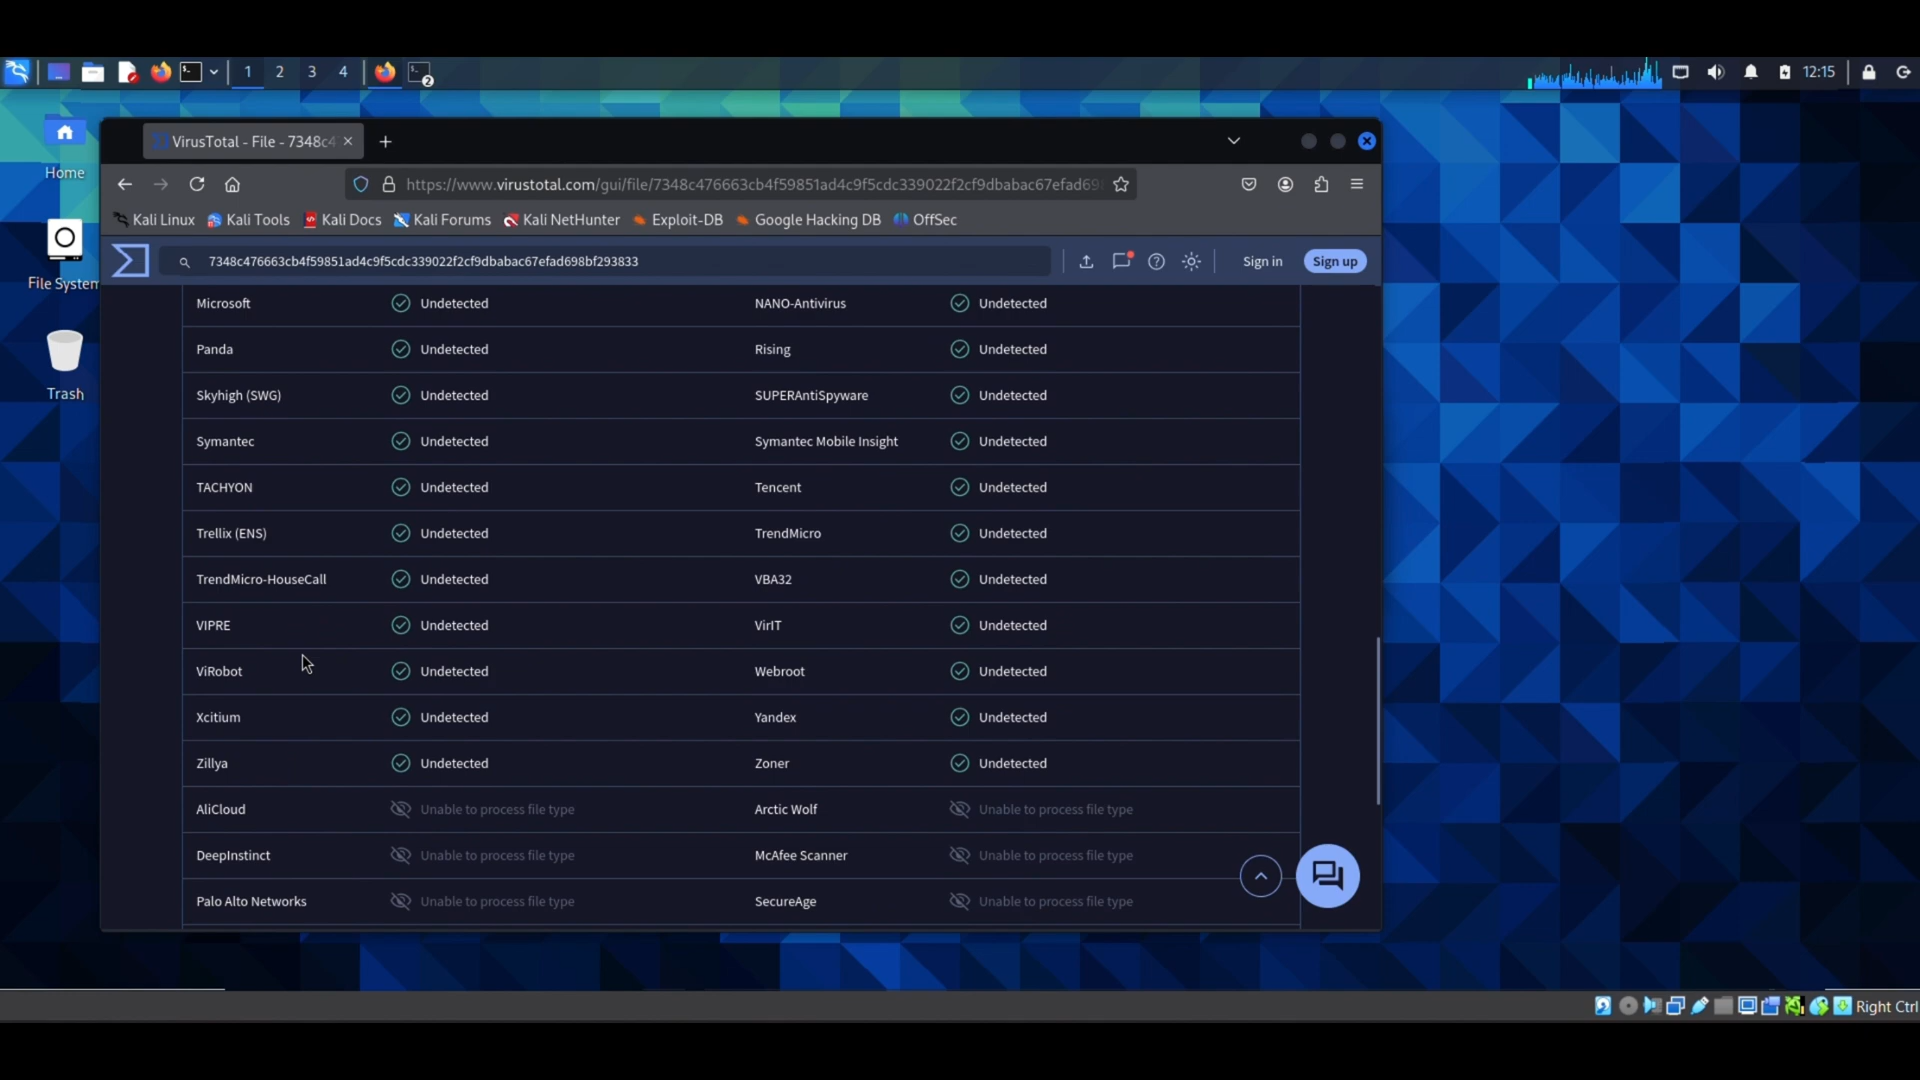 1 2 3 4 2 12:15
Home
File System
Trash
VirusTotal - File - 7348c4
https://www.virustotal.com/gui/file/7348c476663cb4f59851ad4c9f5cdc339022f2cf9dbabac67efad698
Kali Linux Kali Tools Kali Docs Kali Forums Kali NetHunter Exploit-DB Google Hacking DB OffSec
7348c476663cb4f59851ad4c9f5cdc339022f2cf9dbabac67efad698bf293833 Sign in Sign up
Microsoft Undetected NANO-Antivirus Undetected
Panda Undetected Rising Undetected
Skyhigh (SWG) Undetected SUPERAntiSpyware Undetected
Symantec Undetected Symantec Mobile Insight Undetected
TACHYON Undetected Tencent Undetected
Trellix (ENS) Undetected TrendMicro Undetected
TrendMicro-HouseCall Undetected VBA32 Undetected
VIPRE Undetected VirIT Undetected
ViRobot Undetected Webroot Undetected
Xcitium Undetected Yandex Undetected
Zillya Undetected Zoner Undetected
AliCloud Unable to process file type Arctic Wolf Unable to process file type
DeepInstinct Unable to process file type McAfee Scanner Unable to process file type
Palo Alto Networks Unable to process file type SecureAge Unable to process file type
Right Ctrl